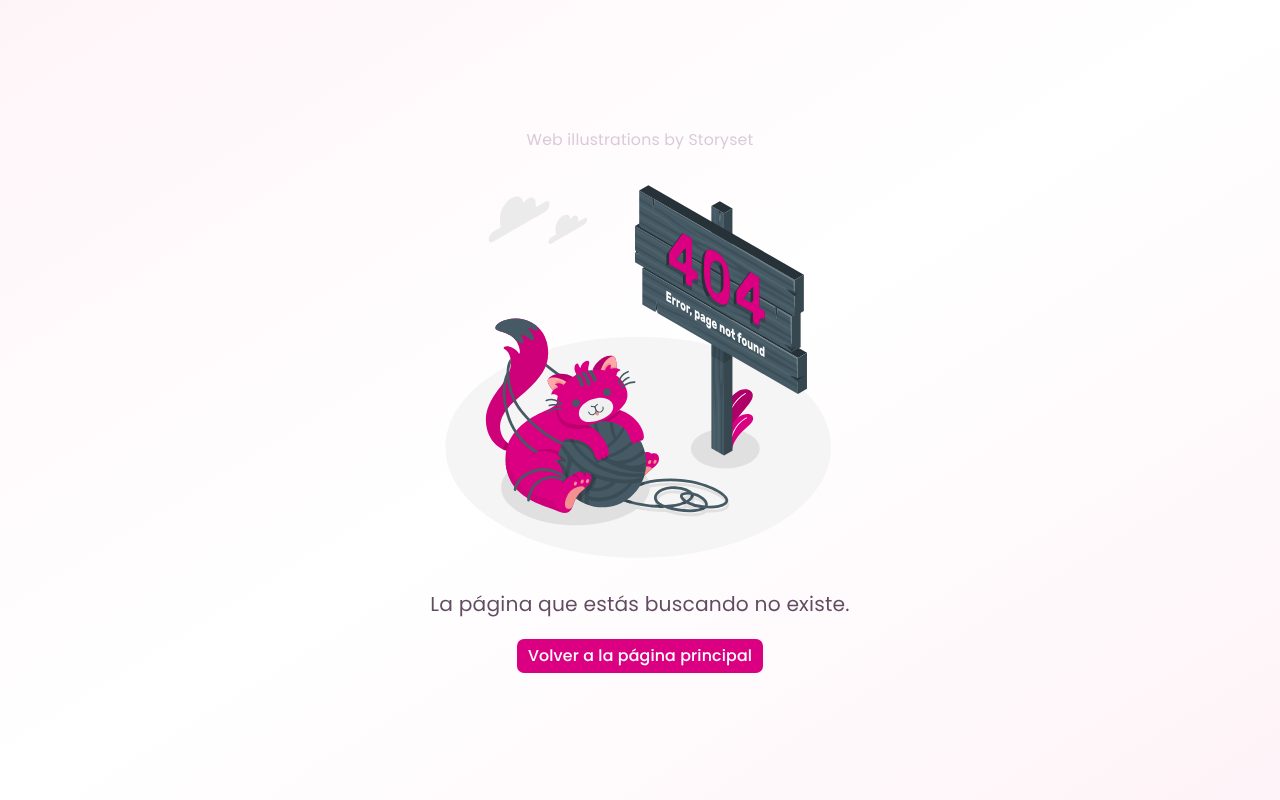 Web illustrations by Storyset
404
Error, page not found
La página que estás buscando no existe.
Volver a la página principal